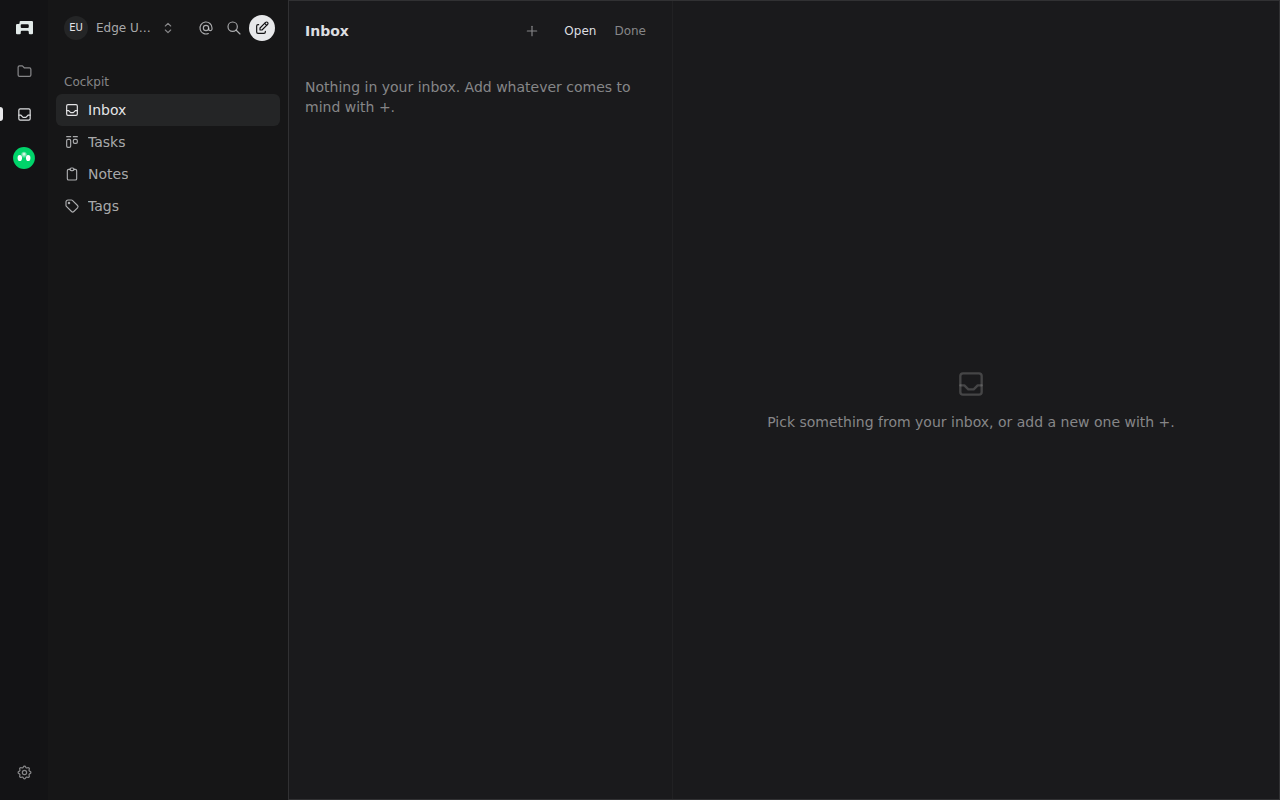 EU Edge U...
Cockpit
Inbox
Tasks
Notes
Tags
Inbox
Open Done
Nothing in your inbox. Add whatever comes to
mind with +.
Pick something from your inbox, or add a new one with +.